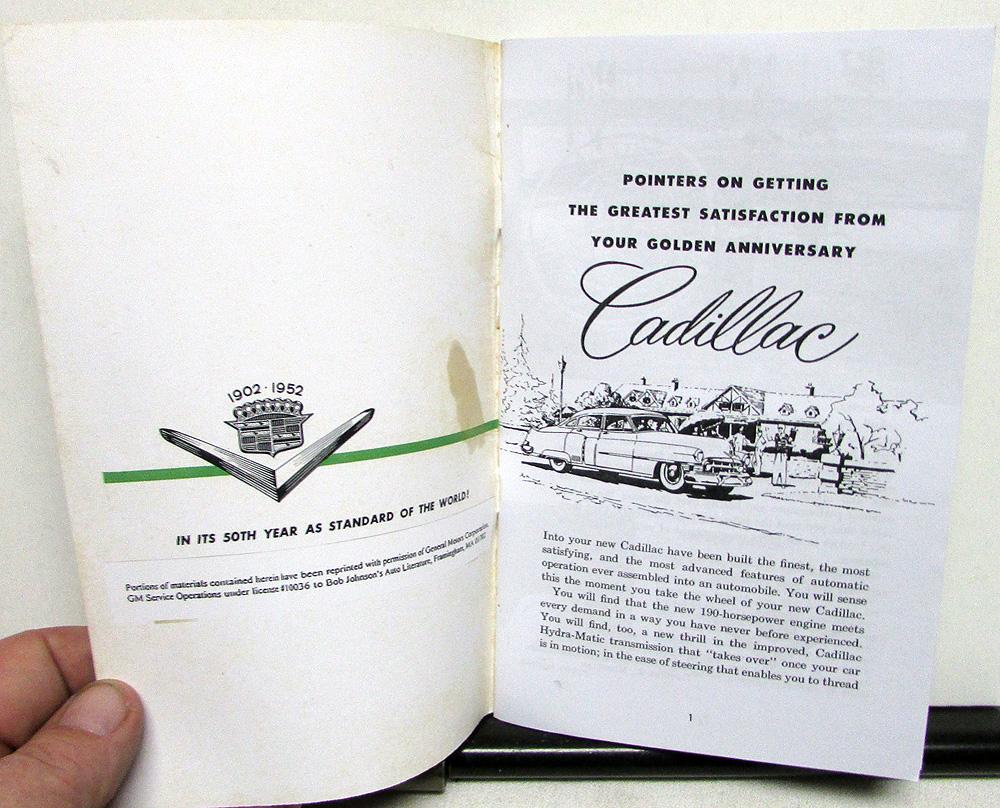 1902 · 1952
IN ITS 50TH YEAR AS STANDARD OF THE WORLD!
Portions of materials contained herein have been reprinted with permission of General Motors Corporation,
GM Service Operations under license #10036 to Bob Johnson's Auto Literature, Framingham, MA 01702
POINTERS ON GETTING
THE GREATEST SATISFACTION FROM
YOUR GOLDEN ANNIVERSARY
Cadillac
Into your new Cadillac have been built the finest, the most
satisfying, and the most advanced features of automatic
operation ever assembled into an automobile. You will sense
this the moment you take the wheel of your new Cadillac.
You will find that the new 190-horsepower engine meets
every demand in a way you have never before experienced.
You will find, too, a new thrill in the improved, Cadillac
Hydra-Matic transmission that "takes over" once your car
is in motion; in the ease of steering that enables you to thread
1